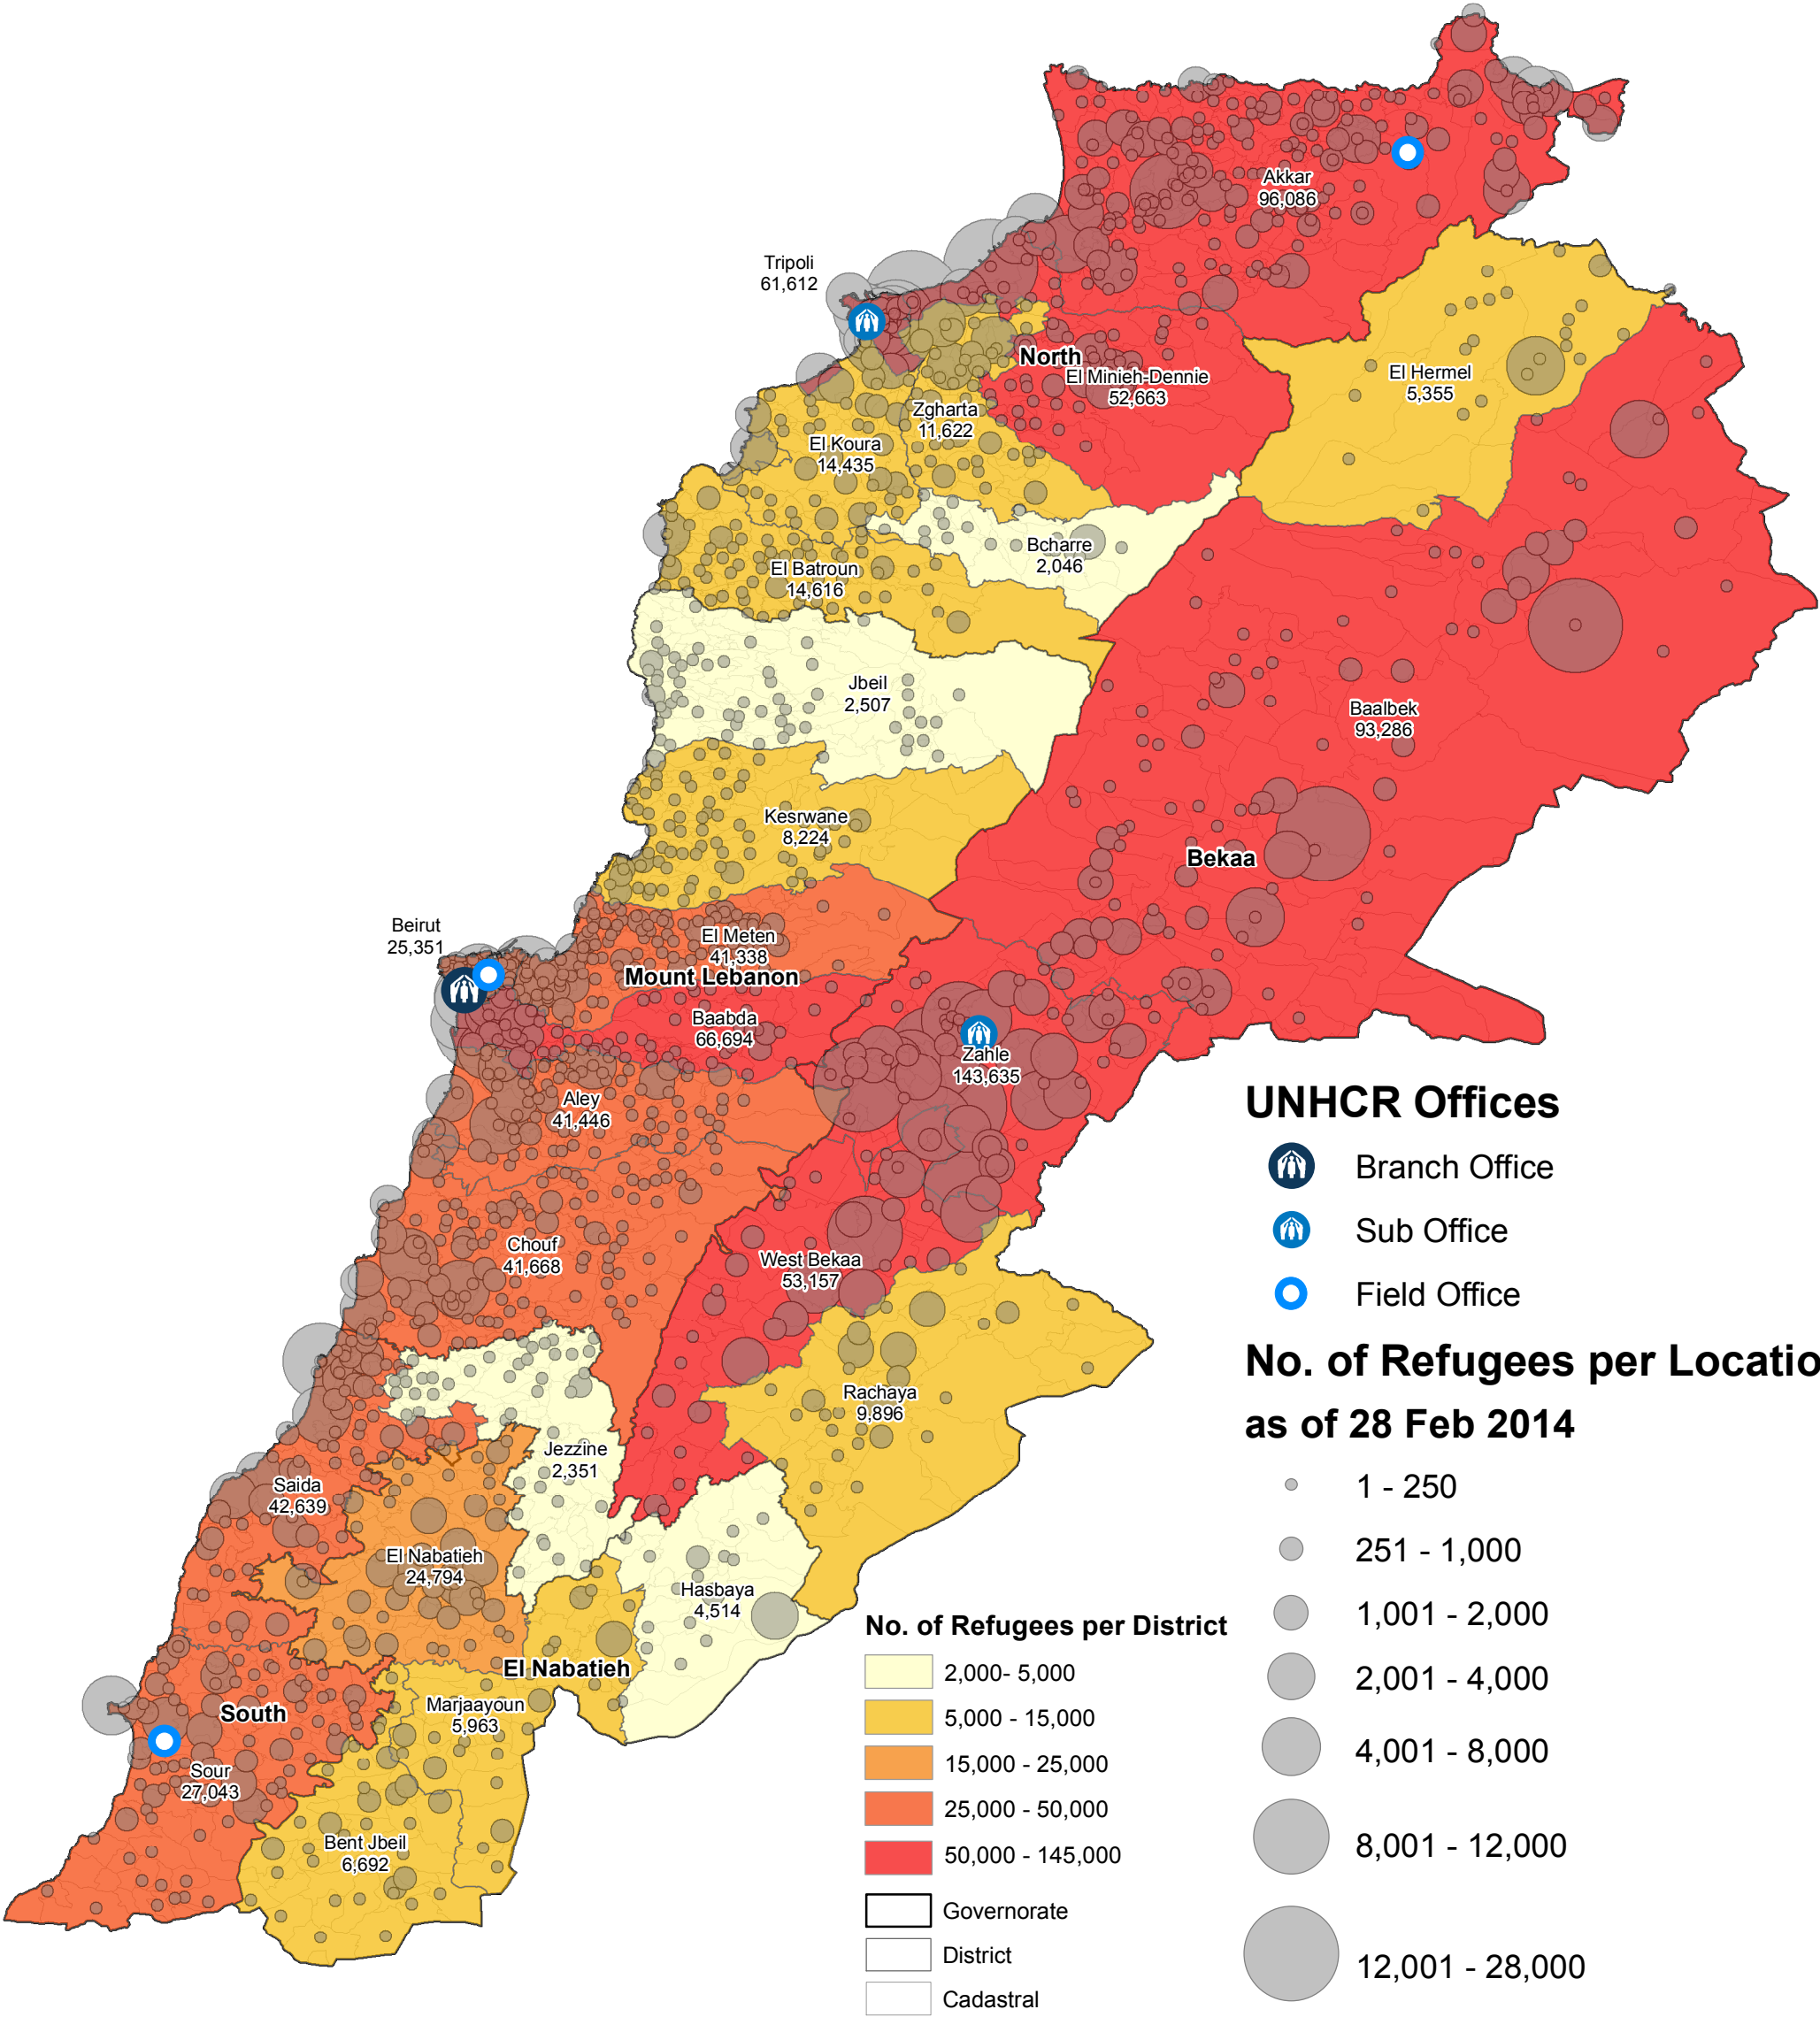 Akkar
96,086
Tripoli
61,612
North
El Minieh-Dennie
52,663
El Hermel
5,355
Zgharta
11,622
El Koura
14,435
Bcharre
2,046
El Batroun
14,616
Jbeil
2,507
Baalbek
93,286
Kesrwane
8,224
Bekaa
Beirut
25,351
El Meten
41,338
Mount Lebanon
Baabda
66,694
Zahle
143,635
Aley
41,446
Chouf
41,668
West Bekaa
53,157
Rachaya
9,896
Jezzine
2,351
Saida
42,639
El Nabatieh
24,794
Hasbaya
4,514
El Nabatieh
Marjaayoun
5,963
South
Sour
27,043
Bent Jbeil
6,692
UNHCR Offices
Branch Office
Sub Office
Field Office
No. of Refugees per Locatio
as of 28 Feb 2014
1 - 250
251 - 1,000
1,001 - 2,000
2,001 - 4,000
4,001 - 8,000
8,001 - 12,000
12,001 - 28,000
No. of Refugees per District
2,000- 5,000
5,000 - 15,000
15,000 - 25,000
25,000 - 50,000
50,000 - 145,000
Governorate
District
Cadastral